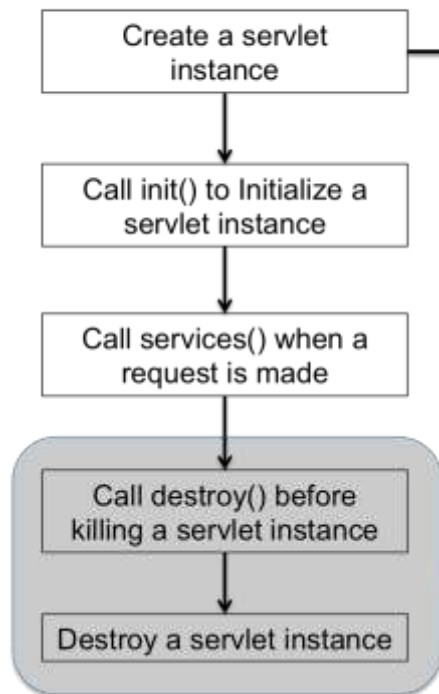 Create a servlet
instance
Call init() to Initialize a
servlet instance
Call services() when a
request is made
Call destroy() before
killing a servlet instance
Destroy a servlet instance